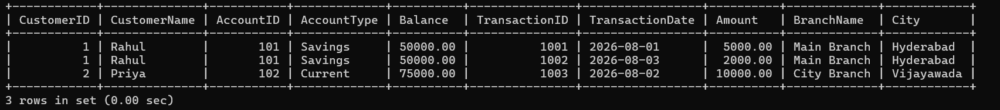 +------------+--------------+-----------+-------------+----------+---------------+-----------------+----------+-------------+------------+
| CustomerID | CustomerName | AccountID | AccountType | Balance  | TransactionID | TransactionDate | Amount   | BranchName  | City       |
+------------+--------------+-----------+-------------+----------+---------------+-----------------+----------+-------------+------------+
|          1 | Rahul        |       101 | Savings     | 50000.00 |          1001 | 2026-08-01      |  5000.00 | Main Branch | Hyderabad  |
|          1 | Rahul        |       101 | Savings     | 50000.00 |          1002 | 2026-08-03      |  2000.00 | Main Branch | Hyderabad  |
|          2 | Priya        |       102 | Current     | 75000.00 |          1003 | 2026-08-02      | 10000.00 | City Branch | Vijayawada |
+------------+--------------+-----------+-------------+----------+---------------+-----------------+----------+-------------+------------+
3 rows in set (0.00 sec)